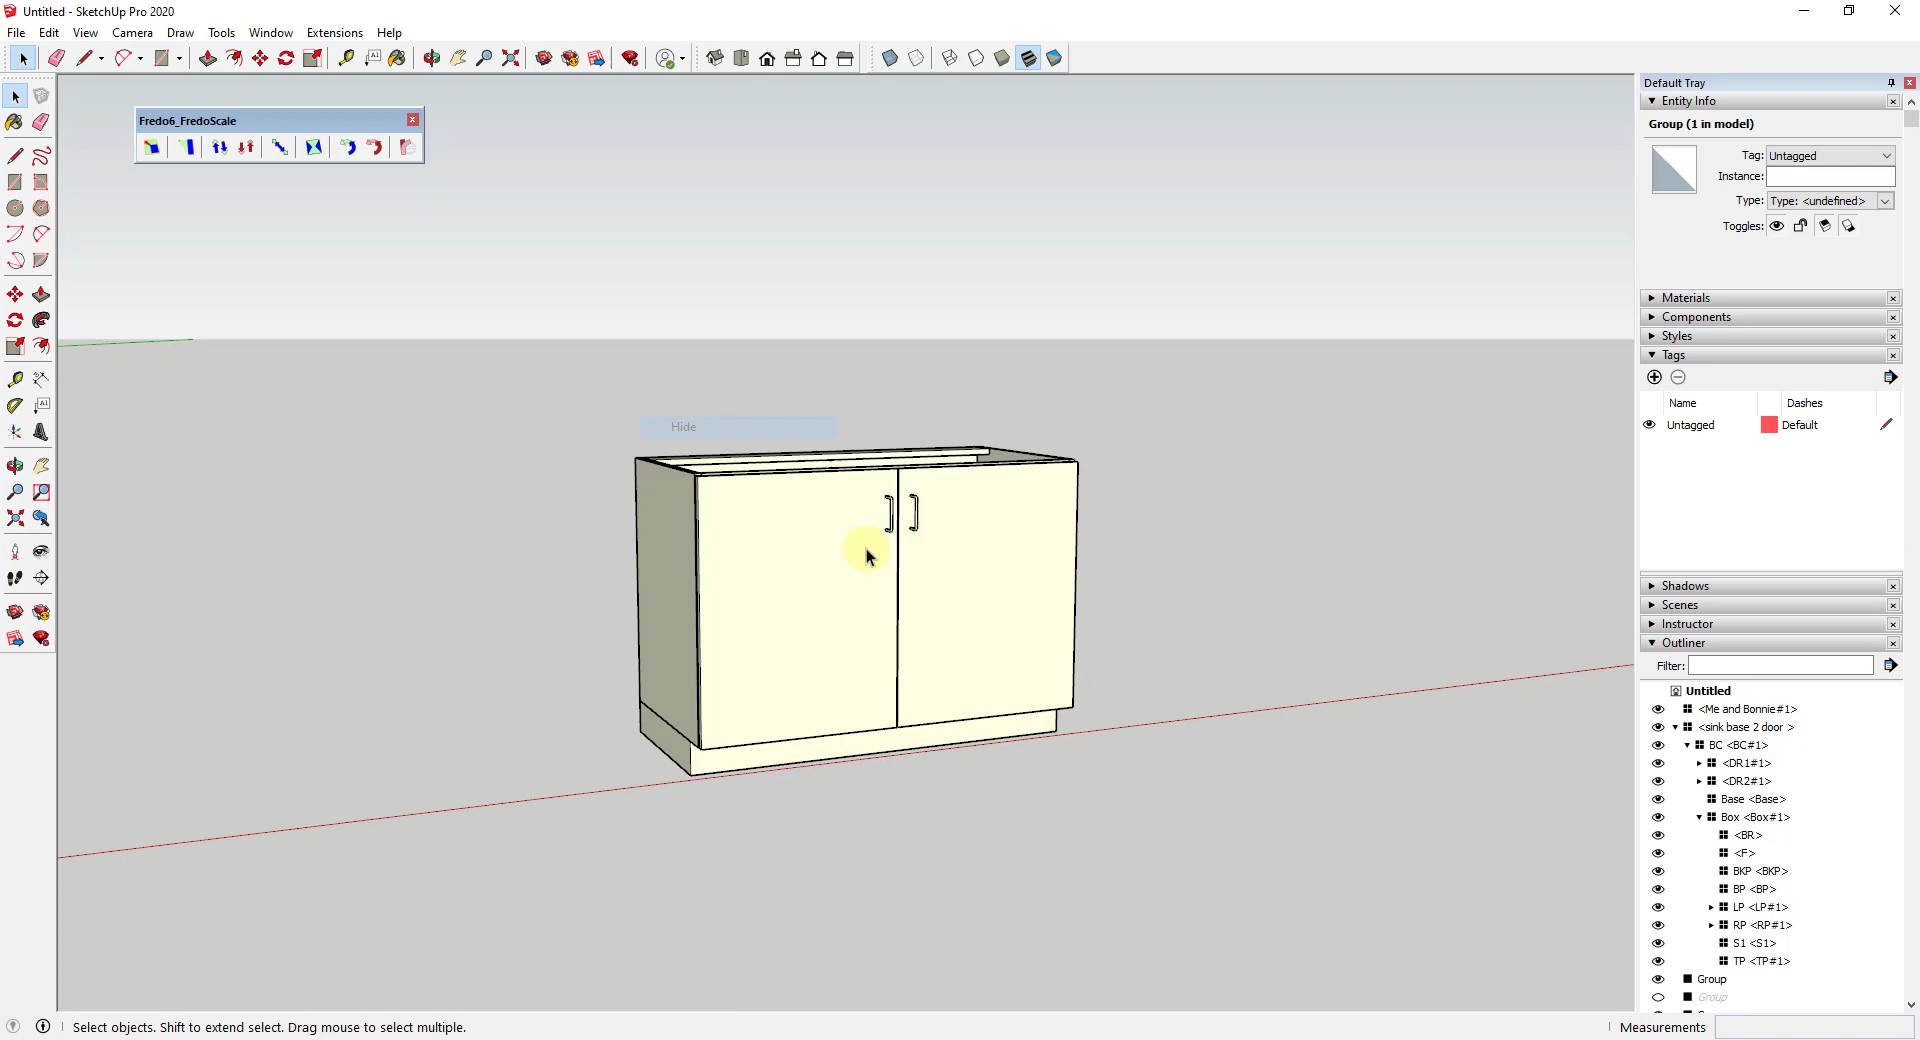 Untitled - SketchUp Pro 2020
File Edit View Camera Draw Tools Window Extensions Help
Default Tray
Entity Info
Group (1 in model)
Tag: Untagged
Instance:
Type: Type: <undefined>
Toggles:
Materials
Components
Styles
Tags
Name Dashes
Untagged Default
Shadows
Scenes
Instructor
Outliner
Filter:
Untitled
<Me and Bonnie#1>
<sink base 2 door >
BC <BC#1>
<DR1#1>
<DR2#1>
Base <Base>
Box <Box#1>
<BR>
<F>
BKP <BKP>
BP <BP>
LP <LP#1>
RP <RP#1>
S1 <S1>
TP <TP#1>
Group
Group
Fredo6_FredoScale
Hide
Select objects. Shift to extend select. Drag mouse to select multiple.
Measurements